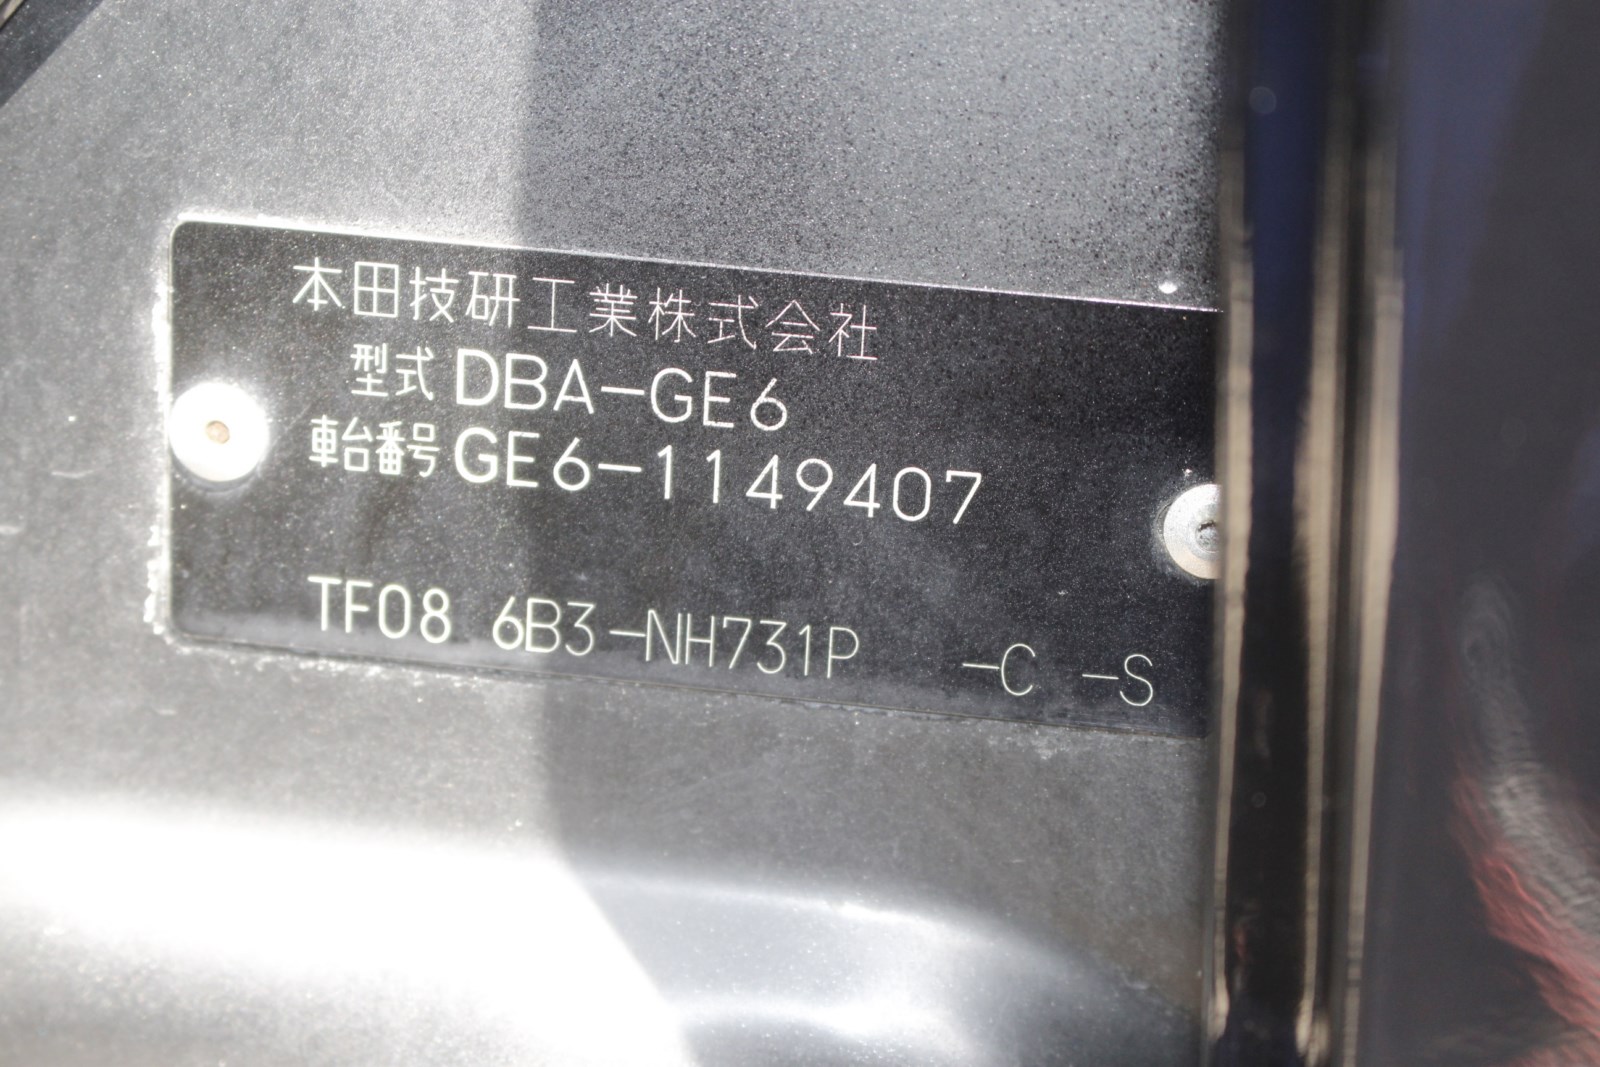 本田技研工業株式会社
型式 DBA-GE6
車台番号 GE6-1149407
TF08 6B3-NH731P -C -S